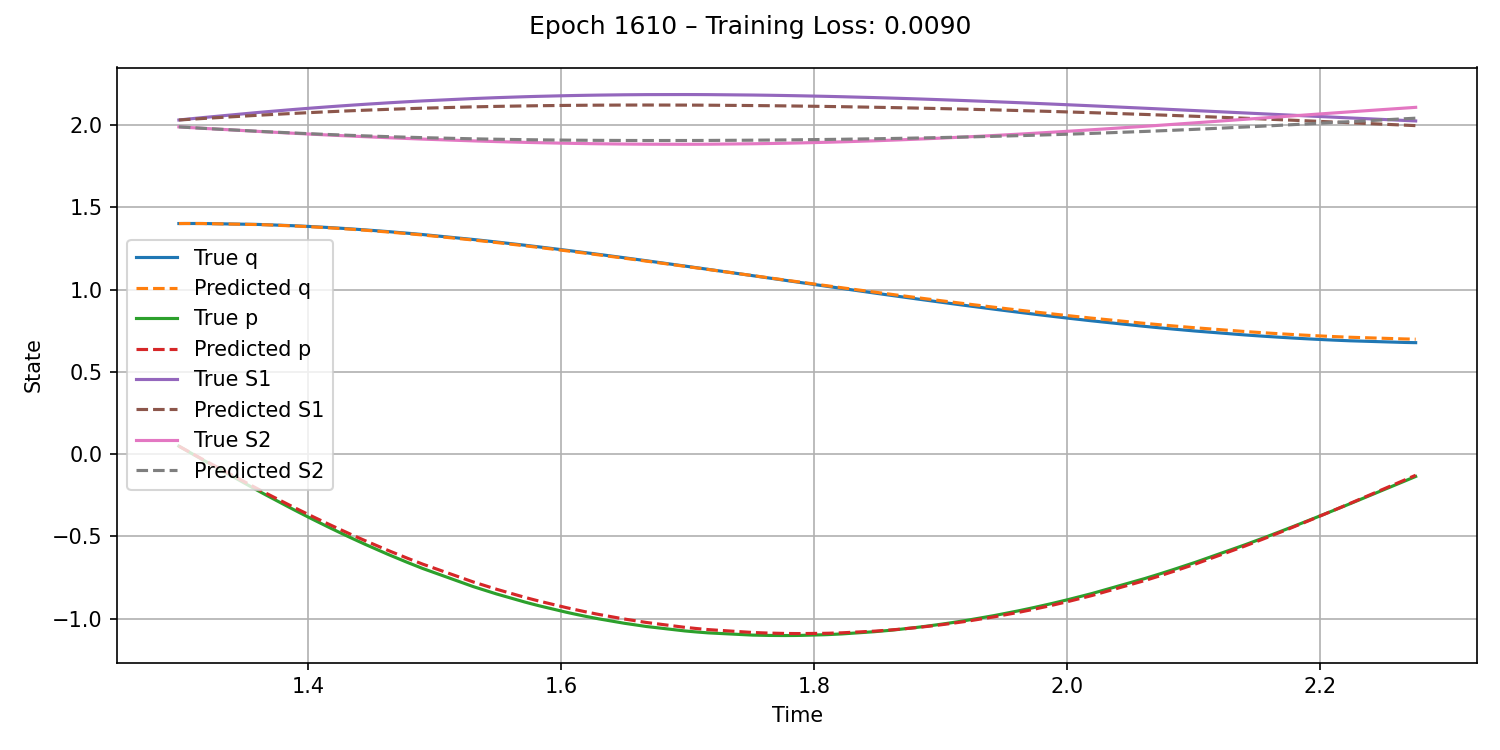 Epoch 1610 – Training Loss: 0.0090
State
2.0
1.5
1.0
0.5
0.0
−0.5
−1.0
True q
Predicted q
True p
Predicted p
True S1
Predicted S1
True S2
Predicted S2
1.4
1.6
1.8
2.0
2.2
Time